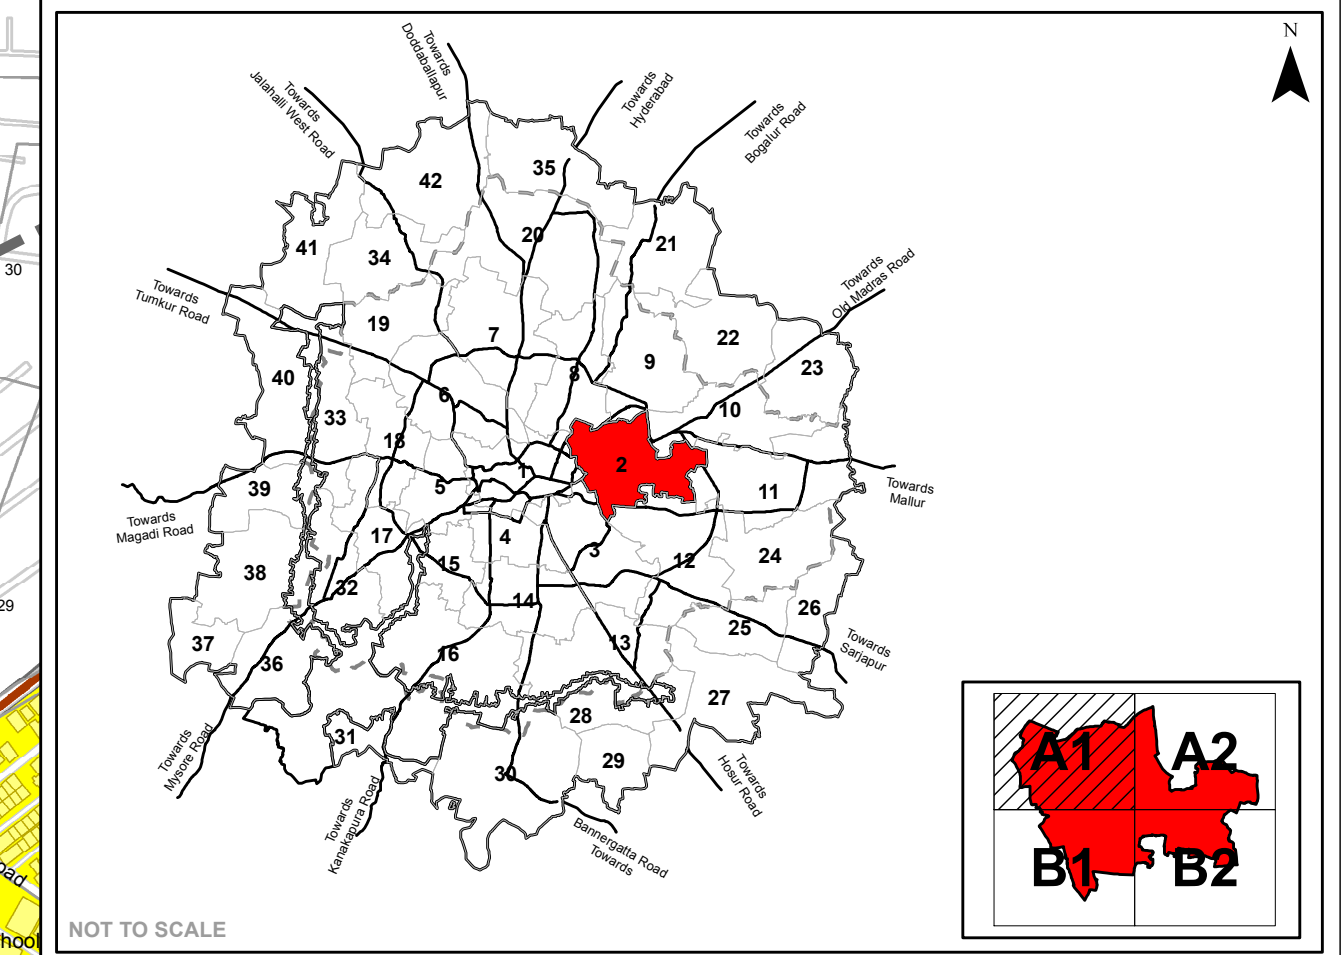 Towards
Doddaballapur
Towards
Jalahalli West Road
Towards
Hyderabad
Towards
Bogalur Road
N
42
35
41
34
20
21
30
Towards
Tumkur Road
Towards
Old Madras Road
19
7
22
9
23
40
8
6
10
33
18
2
1
5
39
11
Towards
Mallur
Towards
Magadi Road
17
4
3
15
12
24
38
32
14
26
29
25
13
37
36
16
Towards
Sarjapur
27
28
31
Towards
Mysore Road
30
29
Towards
Hosur Road
Towards
Kanakapura Road
Bannergatta Road
Towards
A1
A2
B1
B2
oad
hool
NOT TO SCALE